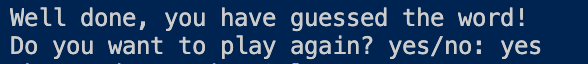 Well done, you have guessed the word!
Do you want to play again? yes/no: yes